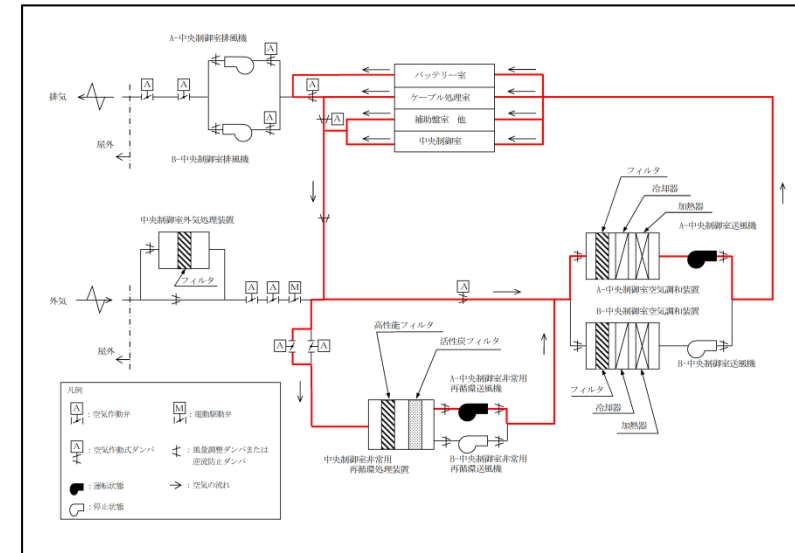 A-中央制御室排風機
A
A
A
A
A
排気
屋外
B-中央制御室排風機
A
バッテリー室
ケーブル処理室
補助盤室 他
中央制御室
フィルタ
冷却器
加熱器
A-中央制御室送風機
中央制御室外気処理装置
フィルタ
外気
A
A
M
A
屋外
A-中央制御室空気調和装置
B-中央制御室空気調和装置
B-中央制御室送風機
フィルタ
冷却器
加熱器
A
A
高性能フィルタ
活性炭フィルタ
A-中央制御室非常用
再循環送風機
中央制御室非常用
再循環処理装置
B-中央制御室非常用
再循環送風機
凡例
A
:空気作動弁
M
:電動駆動弁
A
:空気作動式ダンパ
:風量調整ダンパまたは
逆流防止ダンパ
:運転状態
:空気の流れ
:停止状態